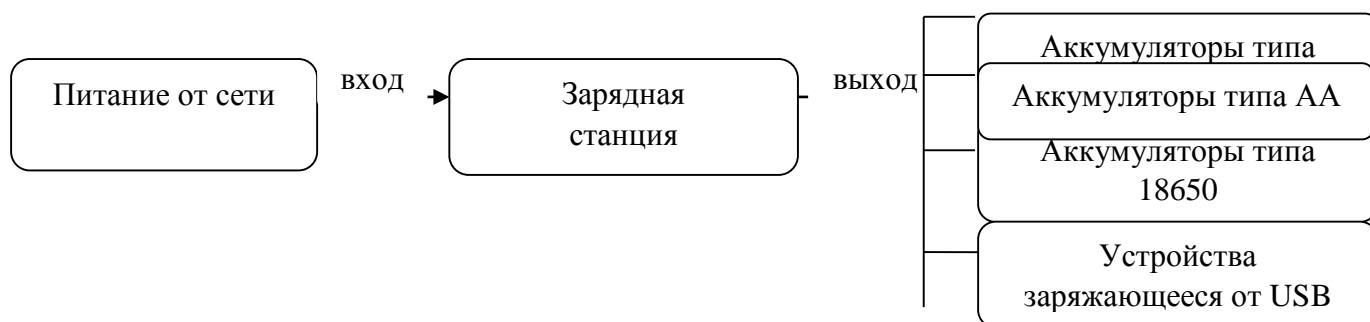 Питание от сети
вход
Зарядная
станция
выход
Аккумуляторы типа
Аккумуляторы типа АА
Аккумуляторы типа
18650
Устройства
заряжающееся от USB